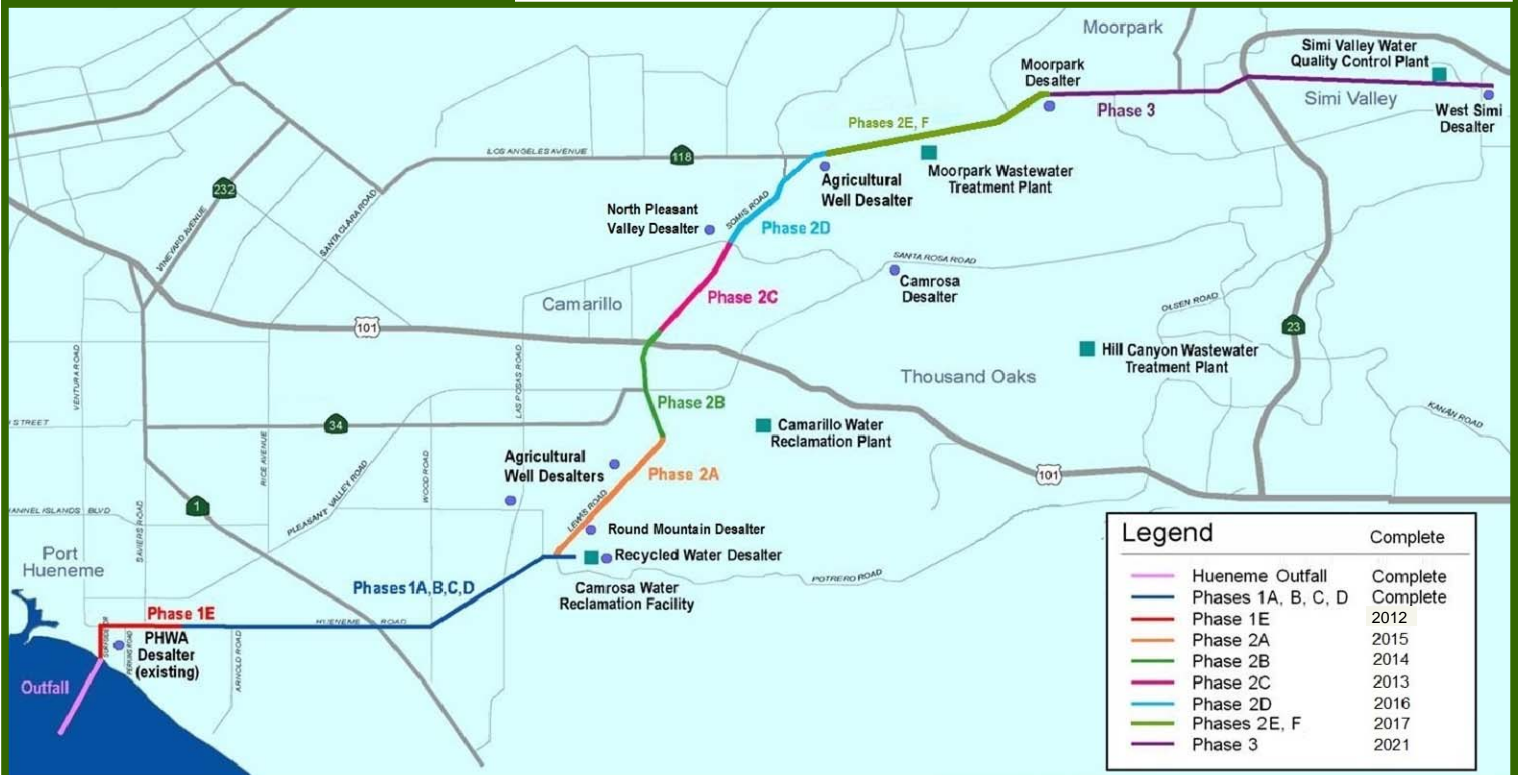 Moorpark
Simi Valley Water
Quality Control Plant
Moorpark
Desalter
Phase 3
Simi Valley
West Simi
Desalter
Phases 2E, F
LOS ANGELES AVENUE
118
Moorpark Wastewater
Treatment Plant
Agricultural
Well Desalter
232
VINEYARD AVENUE
SANTA CLARA ROAD
North Pleasant
Valley Desalter
SOMIS ROAD
Phase 2D
SANTA ROSA ROAD
Camrosa
Desalter
Phase 2C
Camarillo
OLSEN ROAD
101
23
Hill Canyon Wastewater
Treatment Plant
Thousand Oaks
VENTURA ROAD
LAS POSAS ROAD
Phase 2B
KANAN ROAD
STREET
34
Camarillo Water
Reclamation Plant
RICE AVENUE
PLEASANT VALLEY ROAD
WOOD ROAD
Agricultural
Well Desalters
Phase 2A
101
1
ANNEL ISLANDS BLVD
SAVIERS ROAD
LEWIS ROAD
Round Mountain Desalter
Recycled Water Desalter
Port
Hueneme
Phases 1A,B,C,D
Camrosa Water
Reclamation Facility
POTRERO ROAD
Phase 1E
HUENEME ROAD
PHWA
Desalter
(existing)
SURFSIDE DR
PERKINS ROAD
ARNOLD ROAD
Outfall
Legend Complete
Hueneme Outfall Complete
Phases 1A, B, C, D Complete
Phase 1E 2012
Phase 2A 2015
Phase 2B 2014
Phase 2C 2013
Phase 2D 2016
Phases 2E, F 2017
Phase 3 2021